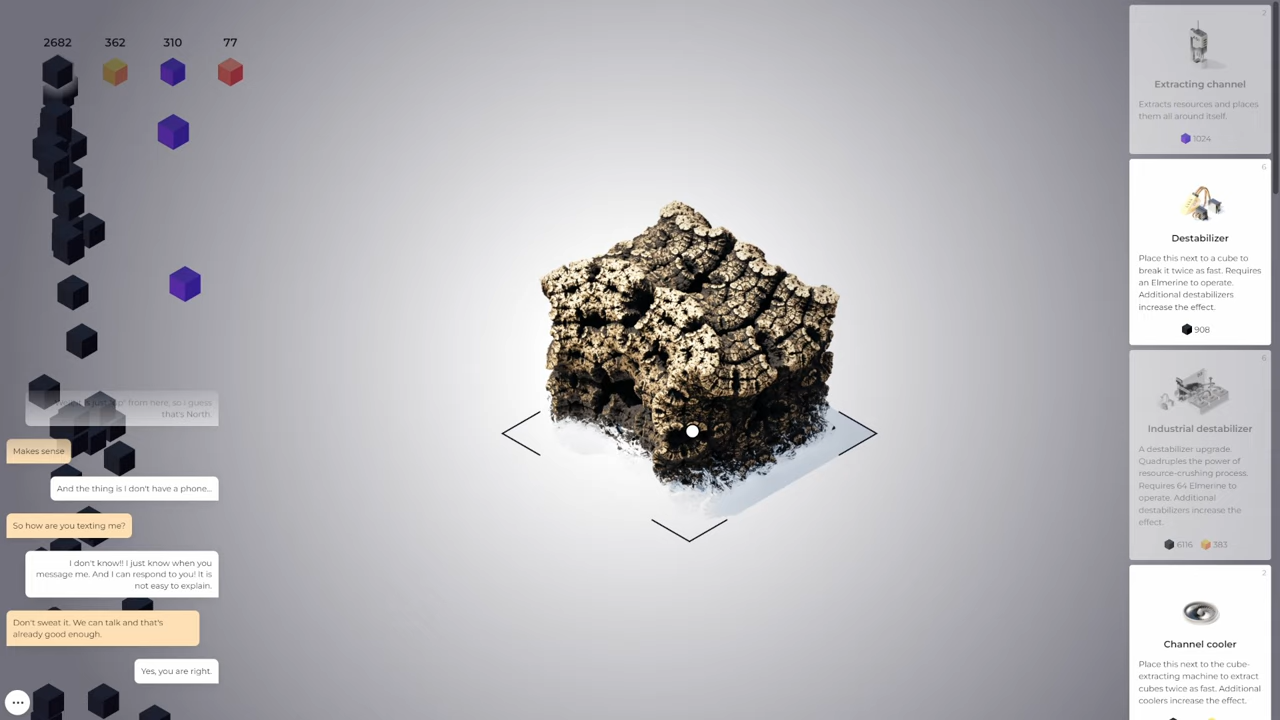 2682 362 310 77
from here, so I guess
that's North.
Makes sense
And the thing is I don't have a phone...
So how are you texting me?
I don't know!! I just know when you
message me. And I can respond to you! It is
not easy to explain.
Don't sweat it. We can talk and that's
already good enough.
Yes, you are right.
2
Extracting channel
Extracts resources and places
them all around itself.
1024
6
Destabilizer
Place this next to a cube to
break it twice as fast. Requires
an Elmerine to operate.
Additional destabilizers
increase the effect.
908
6
Industrial destabilizer
A destabilizer upgrade.
Quadruples the power of
resource-crushing process.
Requires 64 Elmerine to
operate. Additional
destabilizers increase the
effect.
6116 383
2
Channel cooler
Place this next to the cube-
extracting machine to extract
cubes twice as fast. Additional
coolers increase the effect.